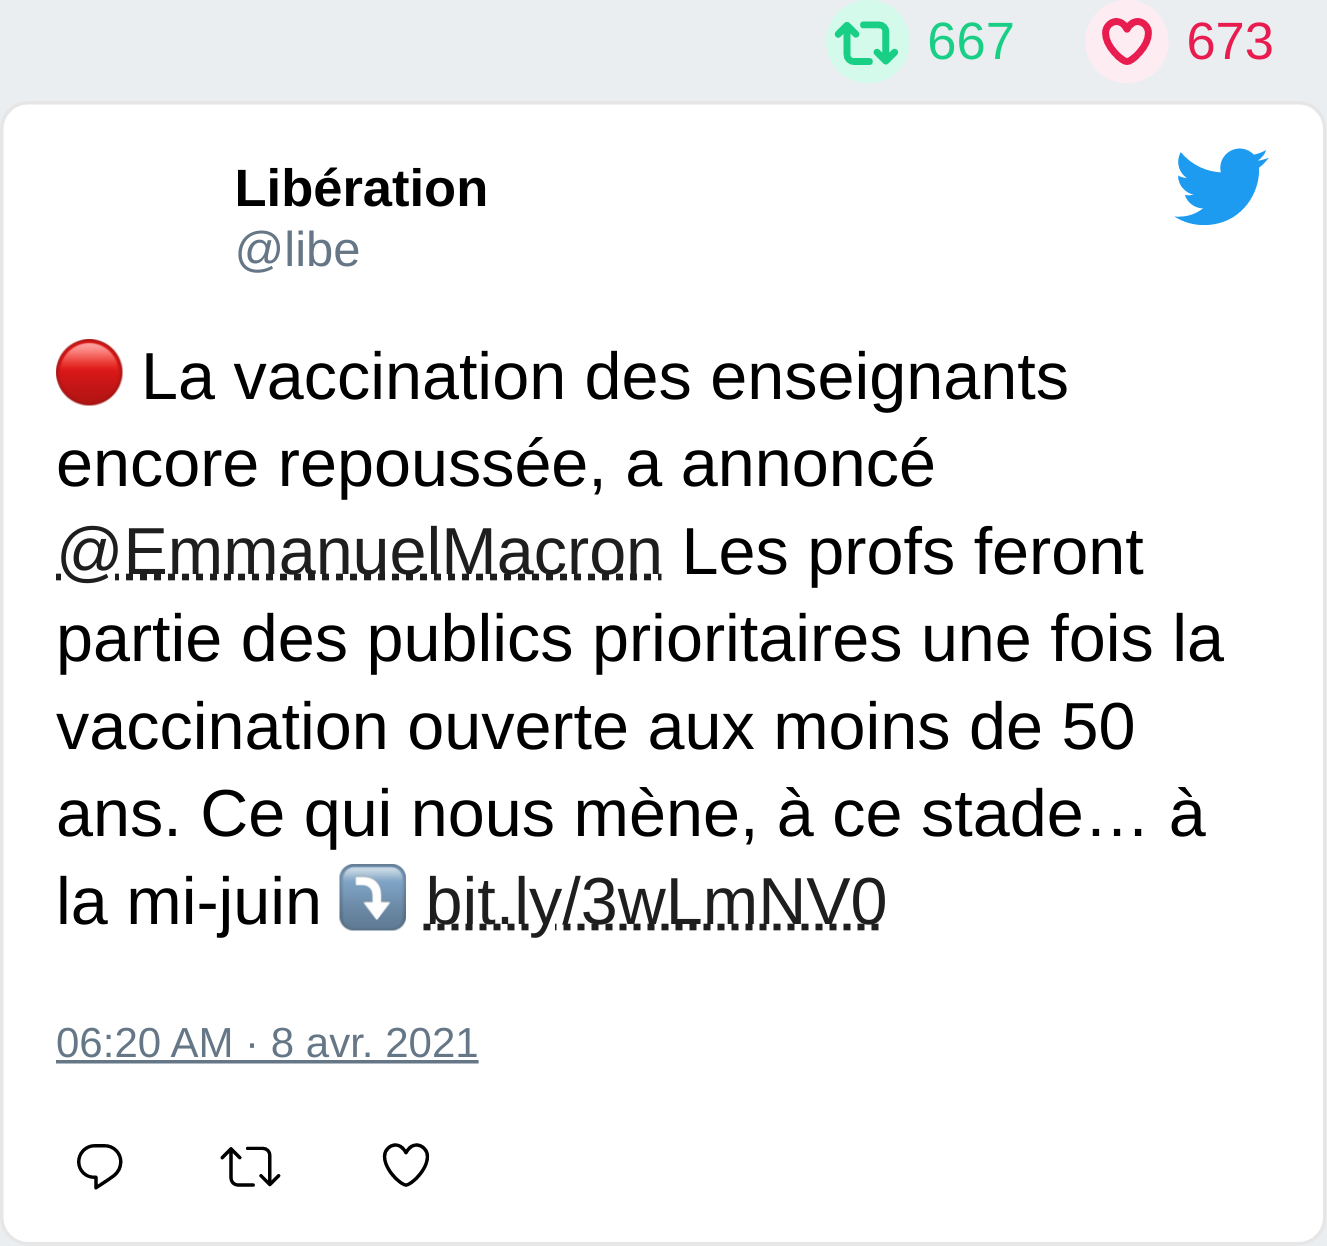 667 673
Libération
@libe
🔴 La vaccination des enseignants
encore repoussée, a annoncé
@EmmanuelMacron Les profs feront
partie des publics prioritaires une fois la
vaccination ouverte aux moins de 50
ans. Ce qui nous mène, à ce stade… à
la mi-juin ⤵️ bit.ly/3wLmNV0
06:20 AM · 8 avr. 2021